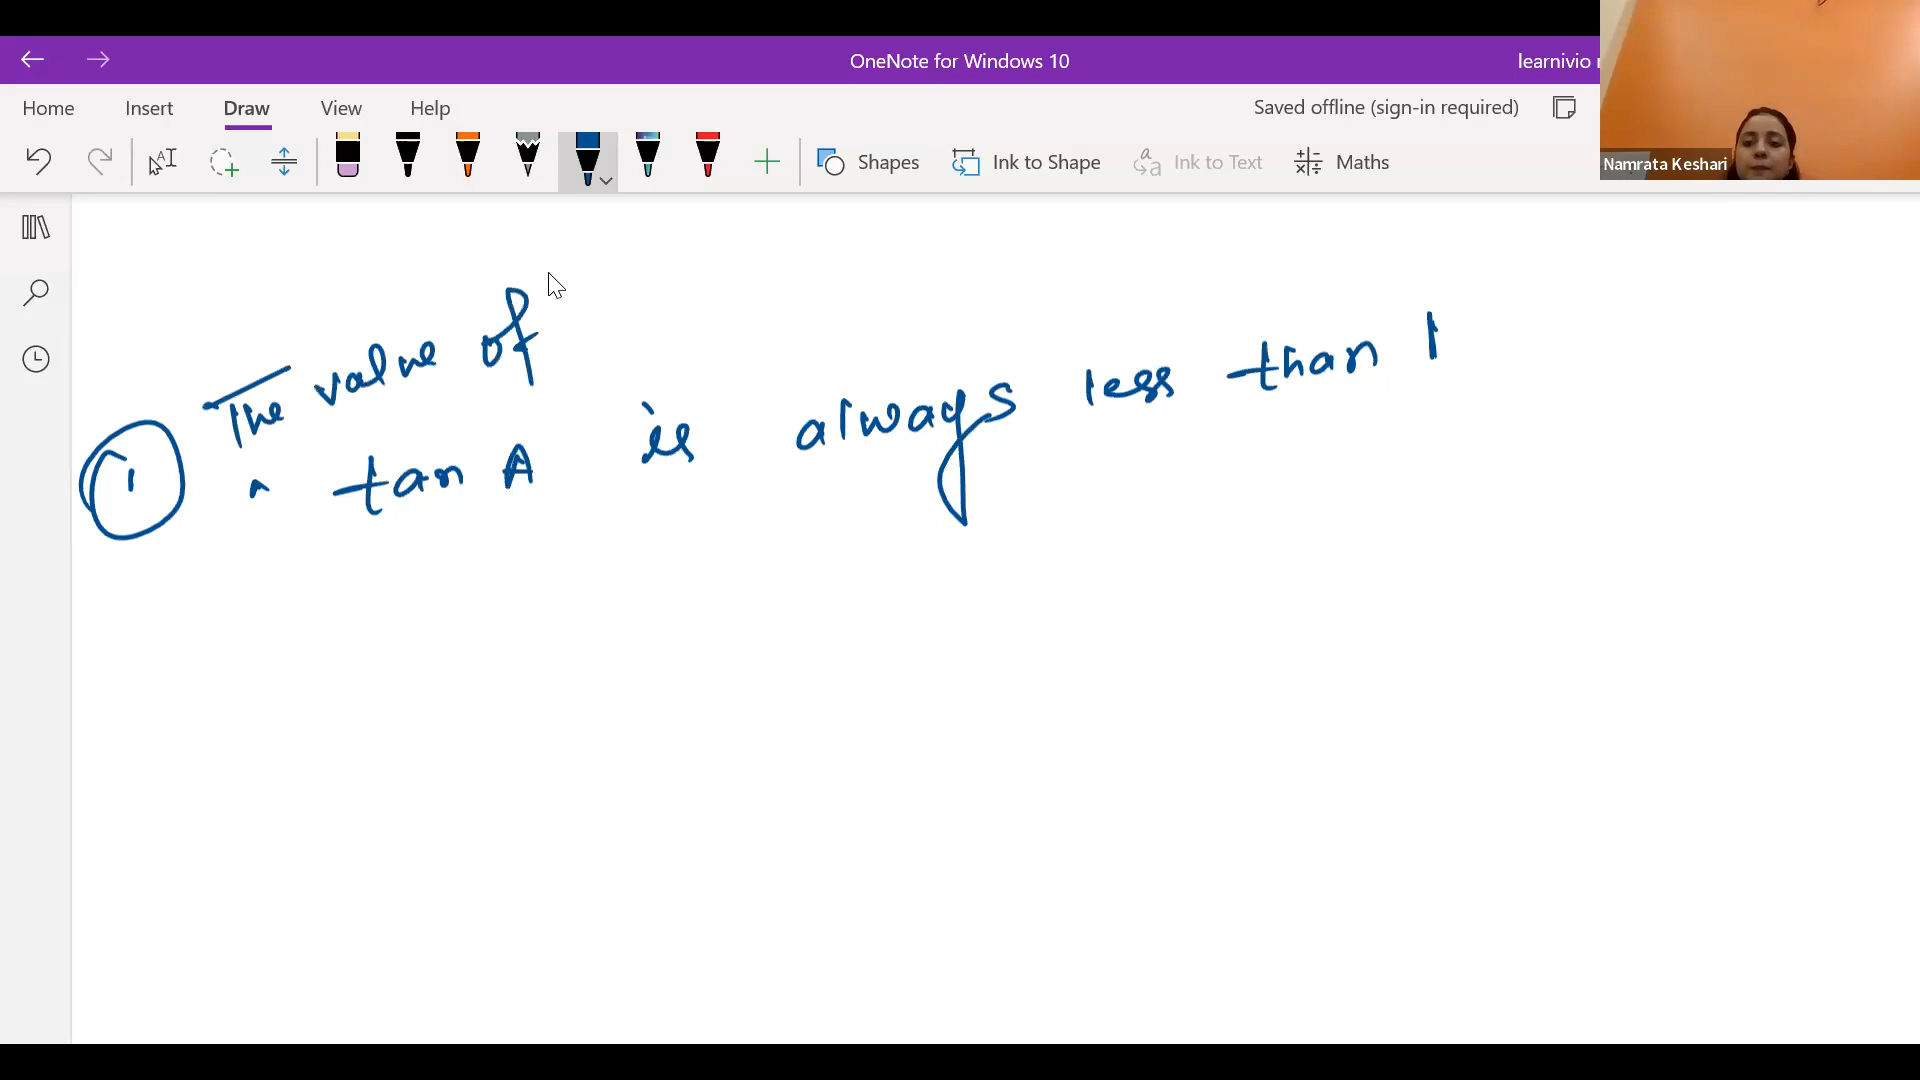 OneNote for Windows 10
learnivio
Home Insert Draw View Help
Saved offline (sign-in required)
Shapes Ink to Shape Ink to Text Maths
Namrata Keshari
The value of
① ^ tan A is always less than 1